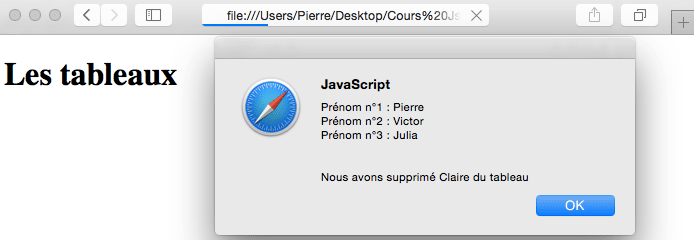 file:///Users/Pierre/Desktop/Cours%20Js
Les tableaux
JavaScript
Prénom n°1 : Pierre
Prénom n°2 : Victor
Prénom n°3 : Julia
Nous avons supprimé Claire du tableau
OK